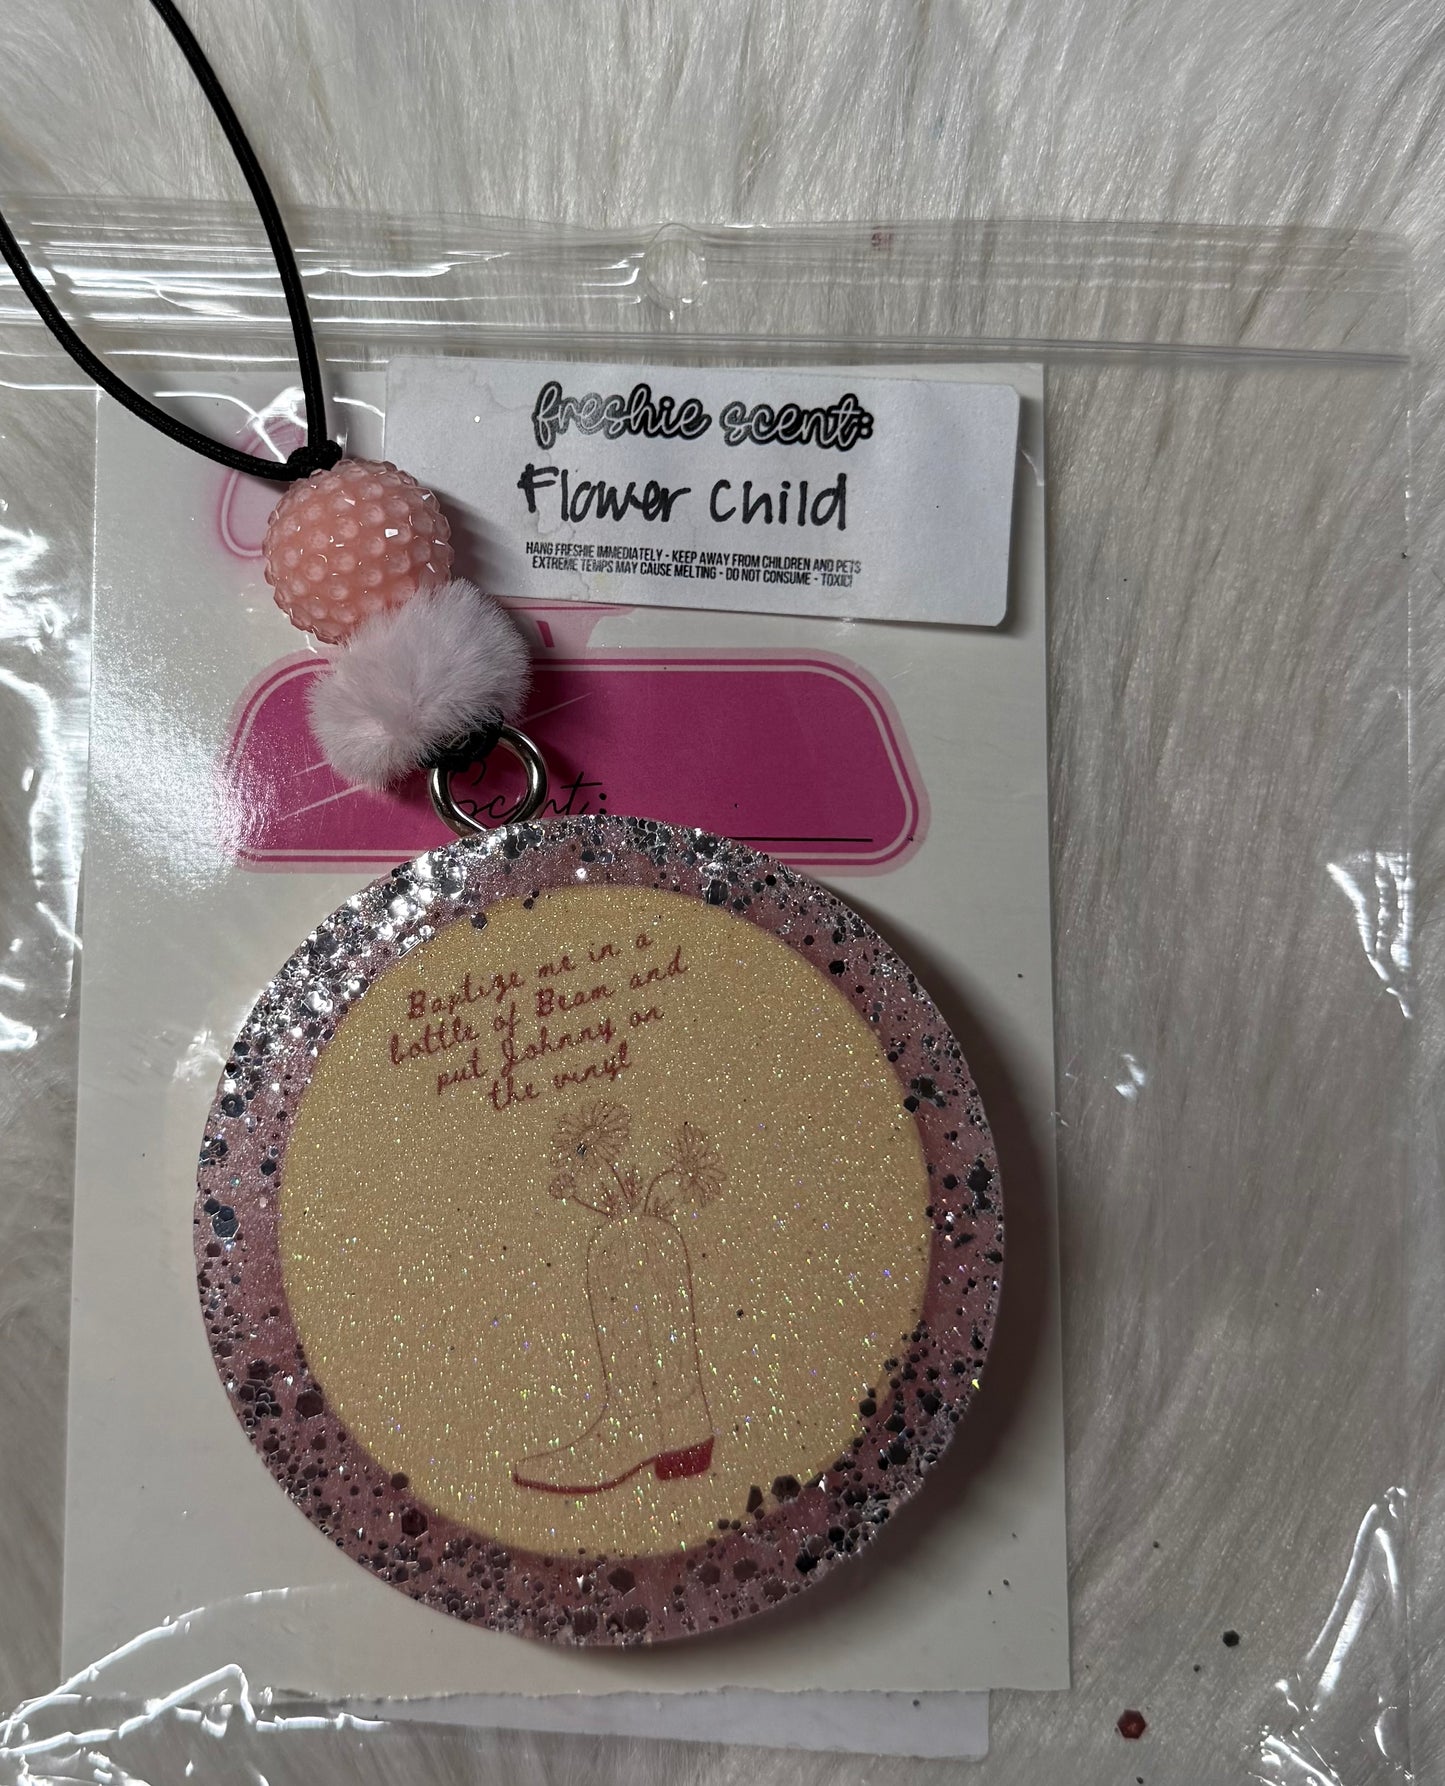 freshie scent:
Flower child
HANG FRESHIE IMMEDIATELY - KEEP AWAY FROM CHILDREN AND PETS
EXTREME TEMPS MAY CAUSE MELTING - DO NOT CONSUME - TOXIC!
Scent:
Baptize me in a
bottle of Beam and
put Johnny on
the vinyl